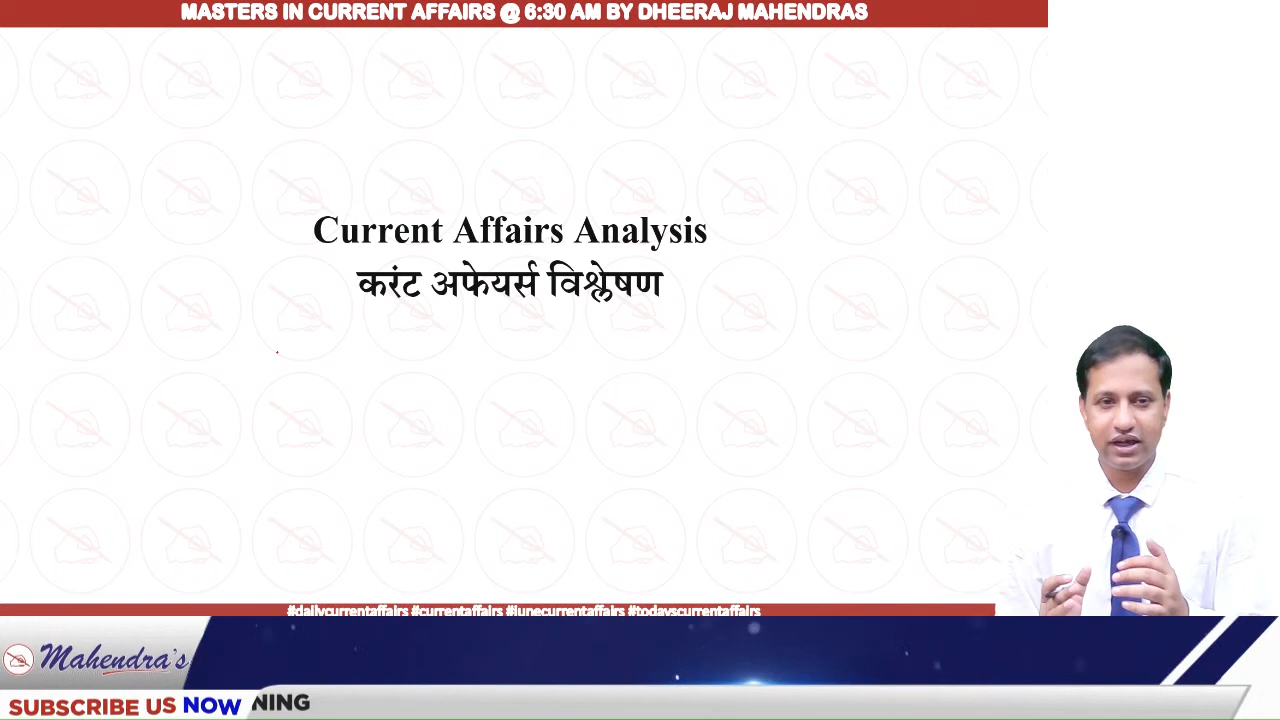 MASTERS IN CURRENT AFFAIRS @ 6:30 AM BY DHEERAJ MAHENDRAS
Current Affairs Analysis
करंट अफेयर्स विश्लेषण
#dailycurrentaffairs #currentaffairs #junecurrentaffairs #todayscurrentaffairs
Mahendra's
SUBSCRIBE US NOW NING